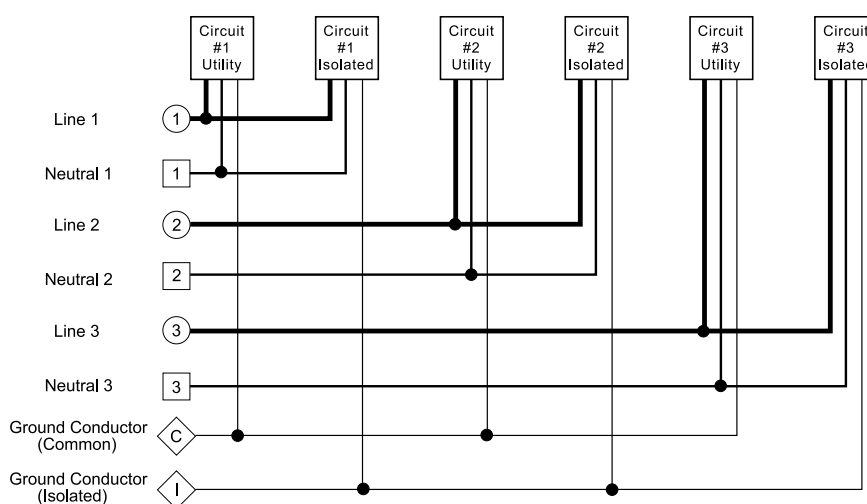 Circuit
#1
Utility
Circuit
#1
Isolated
Circuit
#2
Utility
Circuit
#2
Isolated
Circuit
#3
Utility
Circuit
#3
Isolated
Line 1
1
Neutral 1
1
Line 2
2
Neutral 2
2
Line 3
3
Neutral 3
3
Ground Conductor
(Common)
C
Ground Conductor
(Isolated)
I